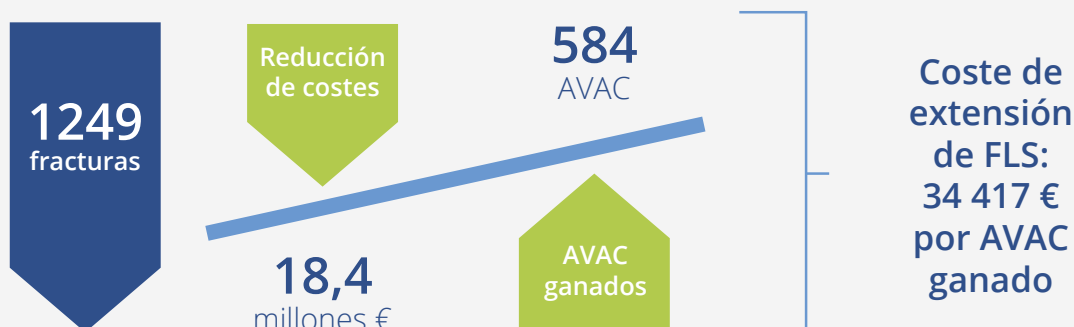 1249
fracturas
Reducción
de costes
18,4
millones €
584
AVAC
AVAC
ganados
Coste de
extensión
de FLS:
34 417 €
por AVAC
ganado